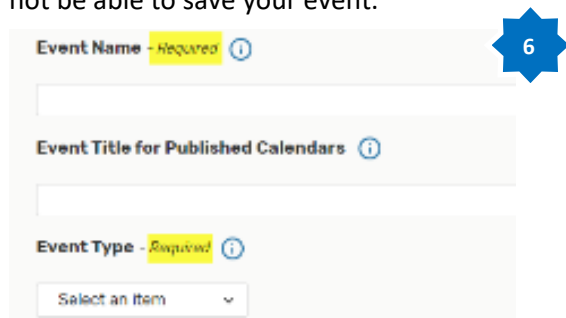 not be able to save your event.
6
Event Name - Required
Event Title for Published Calendars
Event Type - Required
Select an item